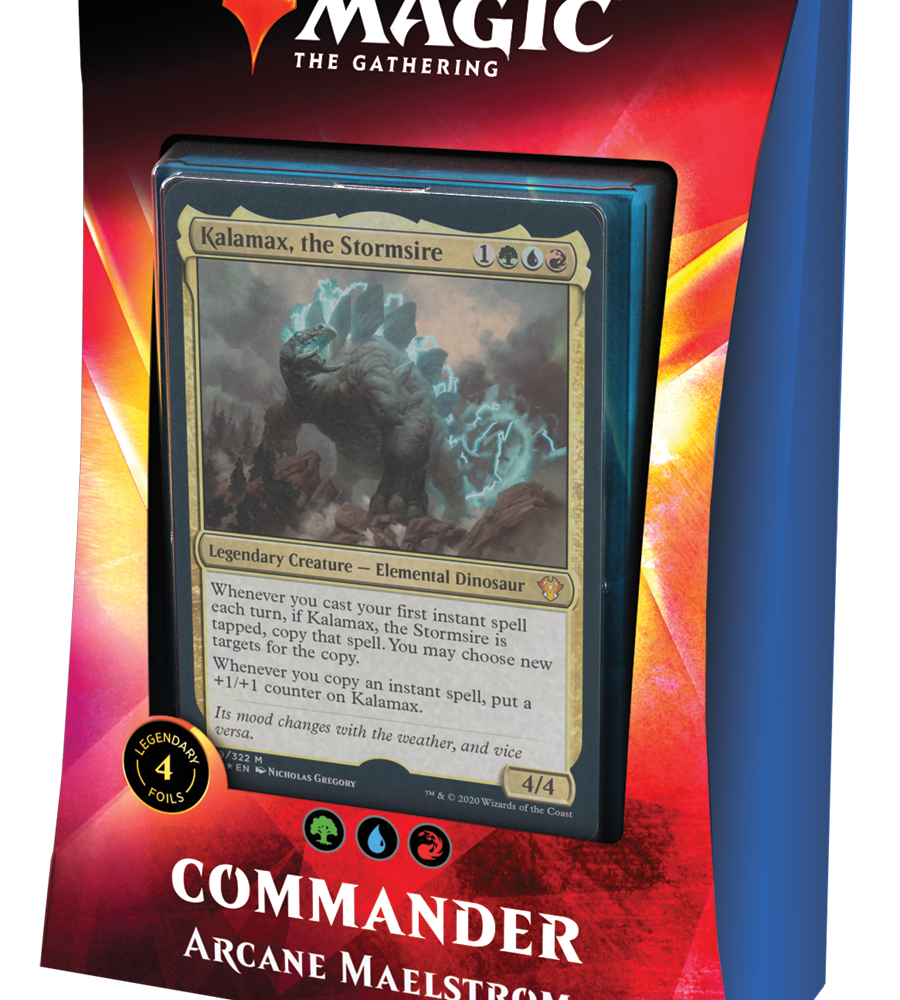 MAGIC
THE GATHERING
Kalamax, the Stormsire 1
Legendary Creature — Elemental Dinosaur
Whenever you cast your first instant spell
each turn, if Kalamax, the Stormsire is
tapped, copy that spell. You may choose new
targets for the copy.
Whenever you copy an instant spell, put a
+1/+1 counter on Kalamax.
Its mood changes with the weather, and vice
versa.
/322 M
EN NICHOLAS GREGORY
4/4
™ & © 2020 Wizards of the Coast
LEGENDARY
4
FOILS
COMMANDER
ARCANE MAELSTROM